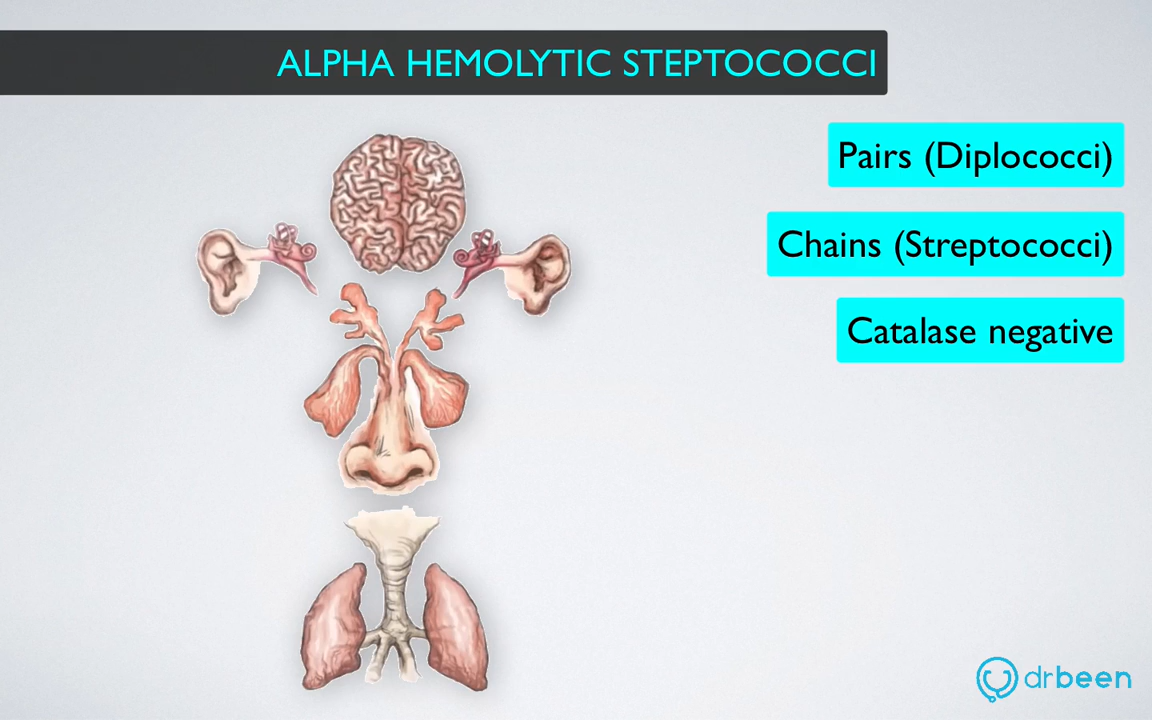 ALPHA HEMOLYTIC STEPTOCOCCI
Pairs (Diplococci)
Chains (Streptococci)
Catalase negative
drbeen